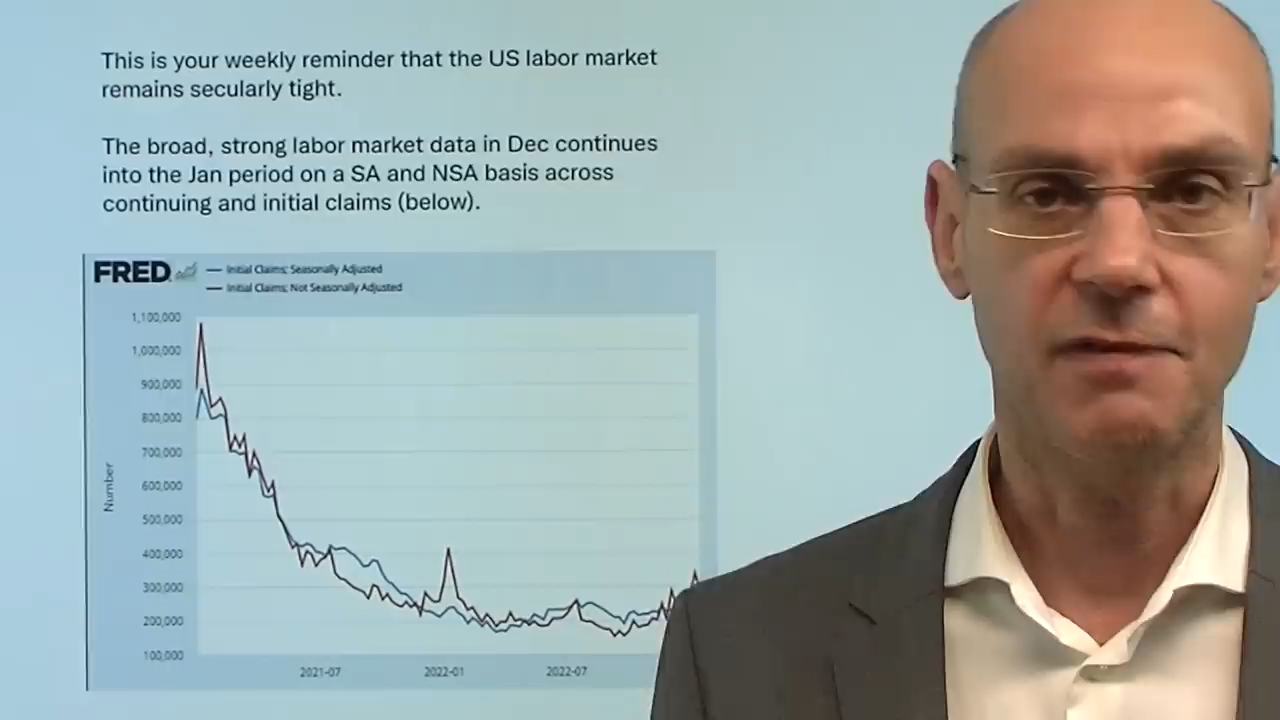 This is your weekly reminder that the US labor market
remains secularly tight.
The broad, strong labor market data in Dec continues
into the Jan period on a SA and NSA basis across
continuing and initial claims (below).
FRED
Initial Claims; Seasonally Adjusted
Initial Claims; Not Seasonally Adjusted
1,100,000
1,000,000
900,000
800,000
700,000
600,000
500,000
400,000
300,000
200,000
100,000
Number
2021-07
2022-01
2022-07